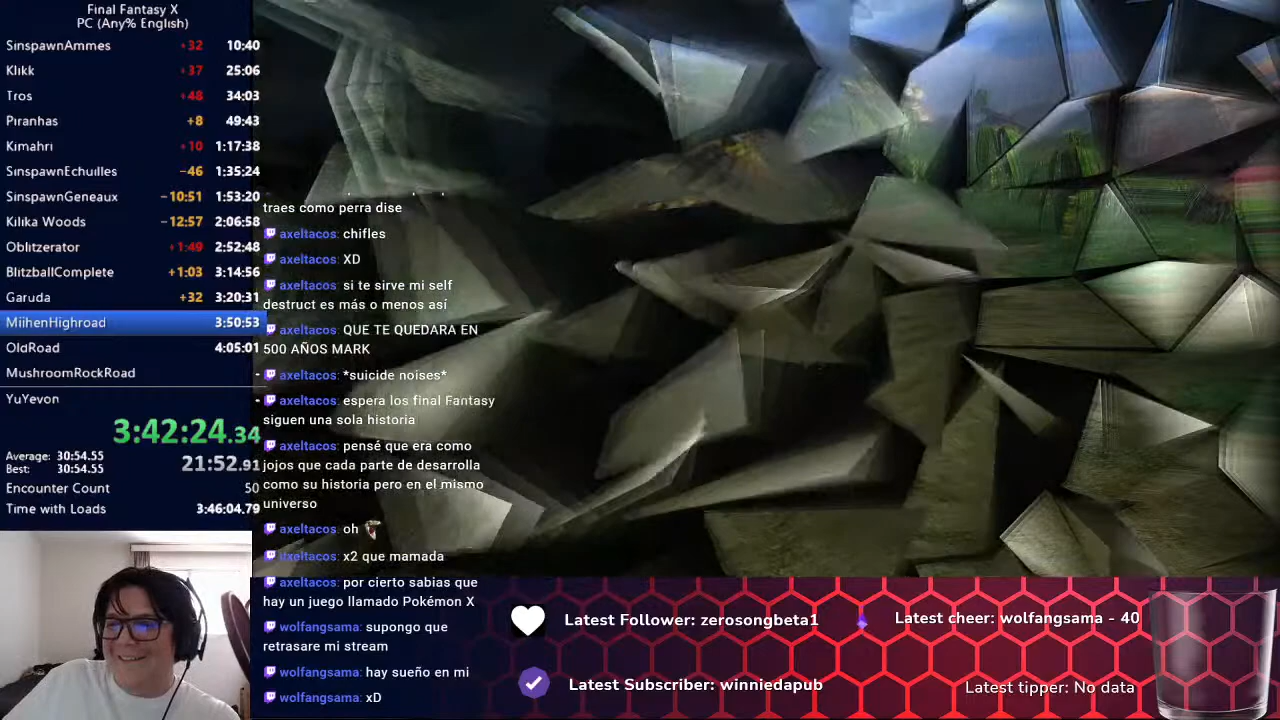 Final Fantasy X
PC (Any% English)
SinspawnAmmes +32 10:40
Klikk +37 25:06
Tros +48 34:03
Piranhas +8 49:43
Kimahri +10 1:17:38
SinspawnEchuilles −46 1:35:24
SinspawnGeneaux −10:51 1:53:20
Kilika Woods −12:57 2:06:58
Oblitzerator +1:49 2:52:48
BlitzballComplete +1:03 3:14:56
Garuda +32 3:20:31
MiihenHighroad 3:50:53
OldRoad 4:05:01
MushroomRockRoad -
YuYevon -
3:42:24.34
Average: 30:54.55
Best: 30:54.55
21:52.91
Encounter Count 50
Time with Loads 3:46:04.79
traes como perra dise
axeltacos: chifles
axeltacos: XD
axeltacos: si te sirve mi self
destruct es más o menos así
axeltacos: QUE TE QUEDARA EN
500 AÑOS MARK
axeltacos: *suicide noises*
axeltacos: espera los final Fantasy
siguen una sola historia
axeltacos: pensé que era como
jojos que cada parte de desarrolla
como su historia pero en el mismo
universo
axeltacos: oh
axeltacos: x2 que mamada
axeltacos: por cierto sabias que
hay un juego llamado Pokémon X
wolfangsama: supongo que
retrasare mi stream
wolfangsama: hay sueño en mi
wolfangsama: xD
Latest Follower: zerosongbeta1
Latest cheer: wolfangsama - 40
Latest Subscriber: winniedapub
Latest tipper: No data